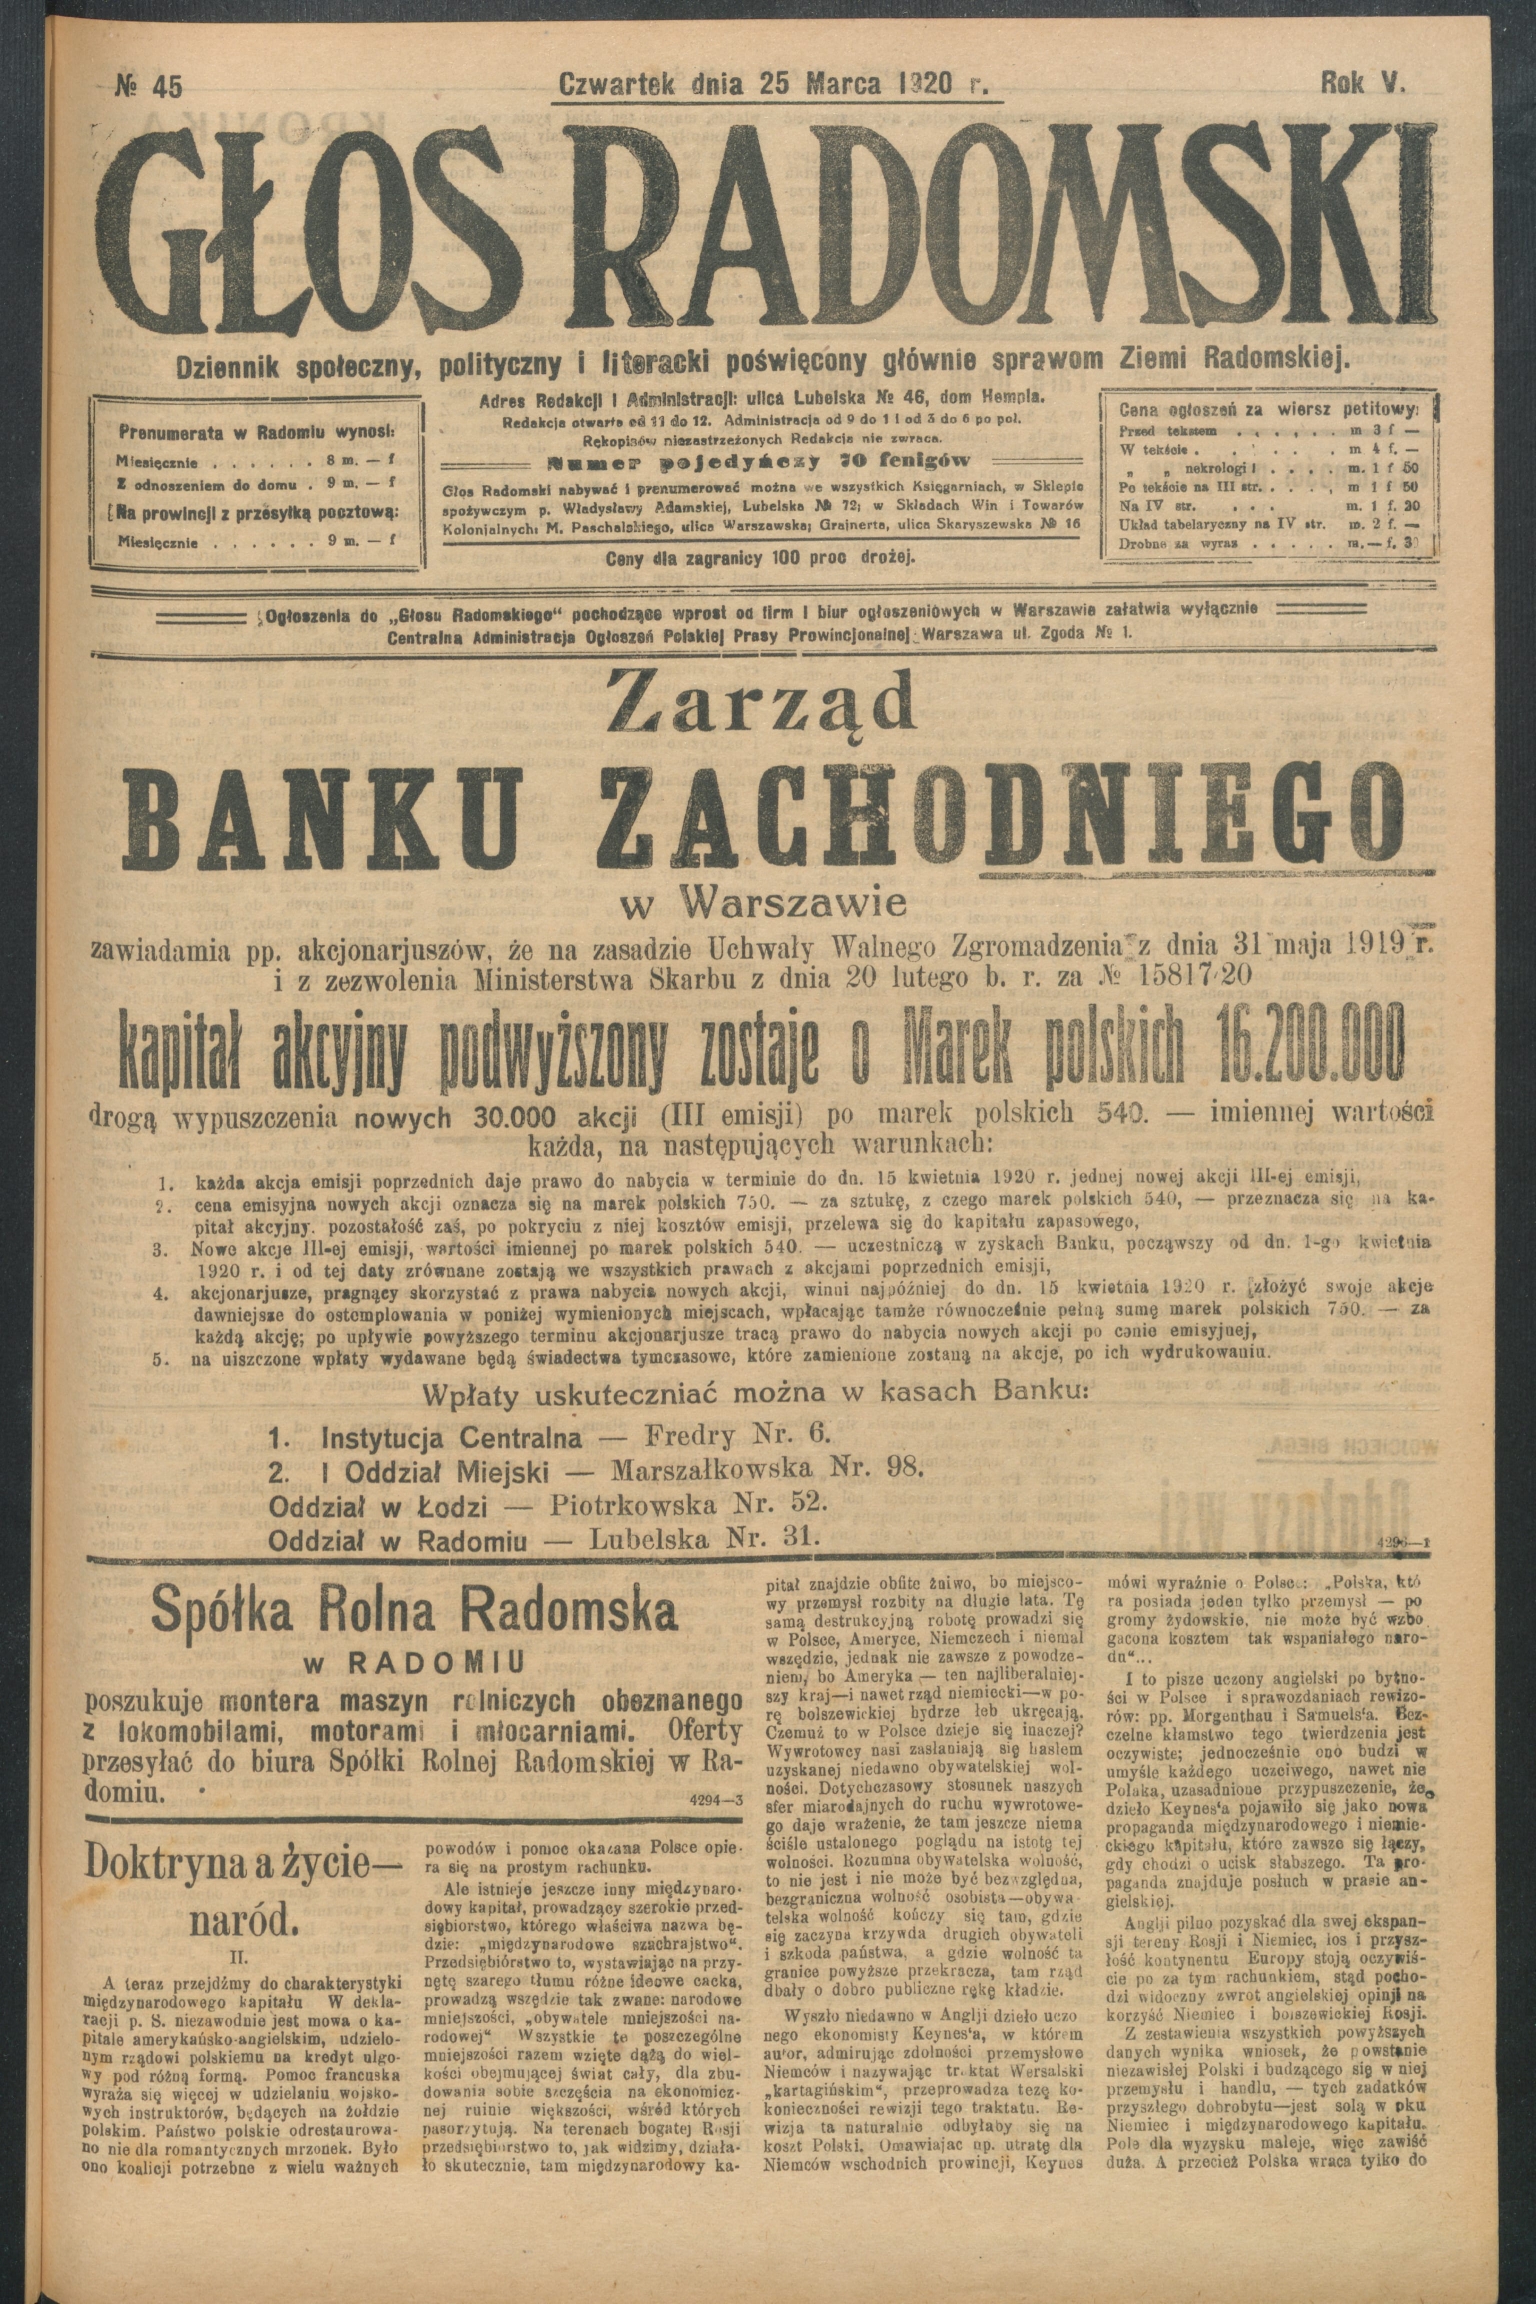 № 45
Czwartek dnia 25 Marca 1920 r.
Rok V.
GŁOS RADOMSKI
Dziennik społeczny, polityczny i literacki poświęcony głównie sprawom Ziemi Radomskiej.
Prenumerata w Radomiu wynosi:
Miesięcznie . . . . . . 8 m. — f
Z odnoszeniem do domu . 9 m. — f
Na prowincji z przesyłką pocztową:
Miesięcznie . . . . . . 9 m. — f
Adres Redakcji i Administracji: ulica Lubelska № 46, dom Hempla.
Redakcja otwarta od 11 do 12. Administracja od 9 do 1 i od 3 do 6 po poł.
Rękopisów niezastrzeżonych Redakcja nie zwraca.
Numer pojedyńczy 70 fenigów
Głos Radomski nabywać i prenumerować można we wszystkich Księgarniach, w Sklepie
spożywczym p. Władysławy Adamskiej, Lubelska № 72; w Składach Win i Towarów
Kolonialnych: M. Paschalskiego, ulica Warszawska; Grajnerta, ulica Skaryszewska № 16
Ceny dla zagranicy 100 proc drożej.
Cena ogłoszeń za wiersz petitowy:
Przed tekstem . . . . . . m 3 f —
W tekście . . . . . . m 4 f. —
„ „ nekrologi . . . . m. 1 f 50
Po tekście na III str. . . . , m 1 f 50
Na IV str. . . . m. 1 f. 20
Układ tabelaryczny na IV str. m. 2 f. —
Drobne za wyraz . . . . . m. — f. 3
Ogłoszenia do „Głosu Radomskiego“ pochodzące wprost od firm i biur ogłoszeniowych w Warszawie załatwia wyłącznie
Centralna Administracja Ogłoszeń Polskiej Prasy Prowincjonalnej Warszawa ul. Zgoda № 1.
Zarząd
BANKU ZACHODNIEGO
w Warszawie
zawiadamia pp. akcjonarjuszów, że na zasadzie Uchwały Walnego Zgromadzenia z dnia 31 maja 1919 r.
i z zezwolenia Ministerstwa Skarbu z dnia 20 lutego b. r. za № 15817/20
kapitał akcyjny podwyższony zostaje o Marek polskich 16.200.000
drogą wypuszczenia nowych 30.000 akcji (III emisji) po marek polskich 540. — imiennej wartości
każda, na następujących warunkach:
1. każda akcja emisji poprzednich daje prawo do nabycia w terminie do dn. 15 kwietnia 1920 r. jednej nowej akcji III-ej emisji,
2. cena emisyjna nowych akcji oznacza się na marek polskich 750. — za sztukę, z czego marek polskich 540, — przeznacza się na ka-
pitał akcyjny. pozostałość zaś, po pokryciu z niej kosztów emisji, przelewa się do kapitału zapasowego,
3. Nowe akcje III-ej emisji, wartości imiennej po marek polskich 540. — uczestniczą w zyskach Banku, począwszy od dn. 1-go kwietnia
1920 r. i od tej daty zrównane zostają we wszystkich prawach z akcjami poprzednich emisji,
4. akcjonarjusze, pragnący skorzystać z prawa nabycia nowych akcji, winni najpóźniej do dn. 15 kwietnia 1920 r. złożyć swoje akcje
dawniejsze do ostemplowania w poniżej wymienionych miejscach, wpłacając tamże równocześnie pełną sumę marek polskich 750. — za
każdą akcję; po upływie powyższego terminu akcjonarjusze tracą prawo do nabycia nowych akcji po cenie emisyjnej,
5. na uiszczone wpłaty wydawane będą świadectwa tymczasowe, które zamienione zostaną na akcje, po ich wydrukowaniu.
Wpłaty uskuteczniać można w kasach Banku:
1. Instytucja Centralna — Fredry Nr. 6.
2. I Oddział Miejski — Marszałkowska Nr. 98.
Oddział w Łodzi — Piotrkowska Nr. 52.
Oddział w Radomiu — Lubelska Nr. 31.
4296—1
Spółka Rolna Radomska
w RADOMIU
poszukuje montera maszyn rolniczych obeznanego
z lokomobilami, motorami i młocarniami. Oferty
przesyłać do biura Spółki Rolnej Radomskiej w Ra-
domiu.
4294—3
Doktryna a życie—
naród.
II.
A teraz przejdźmy do charakterystyki
międzynarodowego kapitału W dekla-
racji p. S. niezawodnie jest mowa o ka-
pitale amerykańsko-angielskim, udzielo-
nym rządowi polskiemu na kredyt ulgo-
wy pod różną formą. Pomoc francuska
wyraża się więcej w udzielaniu wojsko-
wych instruktorów, będących na żołdzie
polskim. Państwo polskie odrestaurowa-
no nie dla romantycznych mrzonek. Było
ono koalicji potrzebne z wielu ważnych
powodów i pomoc okazana Polsce opie-
ra się na prostym rachunku.
Ale istnieje jeszcze inny międzynaro-
dowy kapitał, prowadzący szerokie przed-
siębiorstwo, którego właściwa nazwa bę-
dzie: „międzynarodowe szachrajstwo“.
Przedsiębiórstwo to, wystawiając na przy-
nętę szarego tłumu różne ideowe cacka,
prowadzą wszędzie tak zwane: narodowe
mniejszości, „obywatele mniejszości na-
rodowej“ Wszystkie te poszczególne
mniejszości razem wzięte dążą do wiel-
kości obejmującej świat cały, dla zbu-
dowania sobie szczęścia na ekonomicz-
nej ruinie większości, wśród których
pasorzytują. Na terenach bogatej Rosji
przedsiębiorstwo to, jak widzimy, działa-
ło skutecznie, tam międzynarodowy ka-
pitał znajdzie obfite żniwo, bo miejsco-
wy przemysł rozbity na długie lata. Tę
samą destrukcyjną robotę prowadzi się
w Polsce, Ameryce, Niemczech i niemal
wszędzie, jednak nie zawsze z powodze-
niem, bo Ameryka — ten najliberalniej-
szy kraj—i nawet rząd niemiecki—w po-
rę bolszewickiej hydrze łeb ukręcają.
Czemuż to w Polsce dzieje się inaczej?
Wywrotowcy nasi zasłaniają się hasłem
uzyskanej niedawno obywatelskiej wol-
ności. Dotychczasowy stosunek naszych
sfer miarodajnych do ruchu wywrotowe-
go daje wrażenie, że tam jeszcze niema
ściśle ustalonego poglądu na istotę tej
wolności. Rozumna obywatelska wolność,
to nie jest i nie może być bezwzględna,
bezgraniczna wolność osobista—obywa-
telska wolność kończy się tam, gdzie
się zaczyna krzywda drugich obywateli
i szkoda państwa, a gdzie wolność ta
granice powyższe przekracza, tam rząd
dbały o dobro publiczne rękę kładzie.
Wyszło niedawno w Anglji dzieło uczo
nego ekonomisty Keynes'a, w którem
autor, admirując zdolności przemysłowe
Niemców i nazywając traktat Wersalski
„kartagińskim“, przeprowadza tezę ko-
konieczności rewizji tego traktatu. Re-
wizja ta naturalnie odbyłaby się na
koszt Polski. Omawiając np. utratę dla
Niemców wschodnich prowincji, Keynes
mówi wyraźnie o Polsce: „Polska, któ
ra posiada jeden tylko przemysł — po
gromy żydowskie, nie może być wzbo
gacona kosztem tak wspaniałego naro-
du“...
I to pisze uczony angielski po bytno-
ści w Polsce i sprawozdaniach rewizo-
rów: pp. Morgenthau i Samuels'a. Bez-
czelne kłamstwo tego twierdzenia jest
oczywiste; jednocześnie ono budzi w
umyśle każdego uczciwego, nawet nie
Polaka, uzasadnione przypuszczenie, że
dzieło Keynes'a pojawiło się jako nowa
propaganda międzynarodowego i niemie-
ckiego kapitału, które zawsze się łączy,
gdy chodzi o ucisk słabszego. Ta pro-
paganda znajduje posłuch w prasie an-
gielskiej.
Anglji pilno pozyskać dla swej ekspan-
sji tereny Rosji i Niemiec, los i przysz-
łość kontynentu Europy stoją oczywiś-
cie po za tym rachunkiem, stąd pocho-
dzi widoczny zwrot angielskiej opinji na
korzyść Niemiec i bolszewickiej Rosji.
Z zestawienia wszystkich powyższych
danych wynika wniosek, że powstanie
niezawisłej Polski i budzącego się w niej
przemysłu i handlu, — tych zadatków
przyszłego dobrobytu—jest solą w oku
Niemiec i międzynarodowego kapitału.
Pole dla wyzysku maleje, więc zawiść
duża. A przecież Polska wraca tylko do